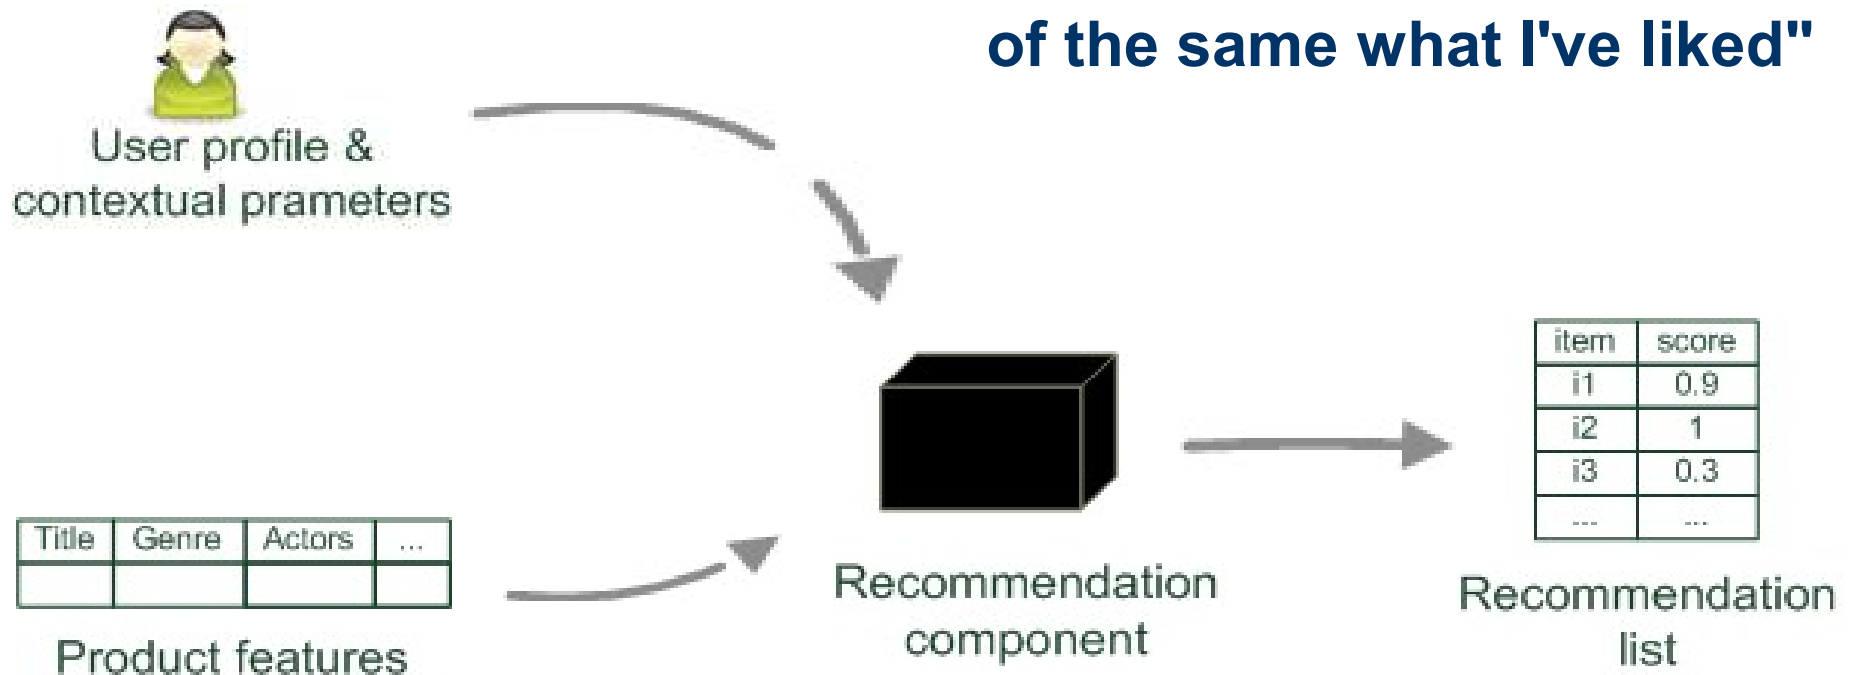 of the same what I've liked"
User profile &
contextual prameters
item score
i1 0.9
i2 1
i3 0.3
... ...
Title Genre Actors ...
Product features
Recommendation
component
Recommendation
list